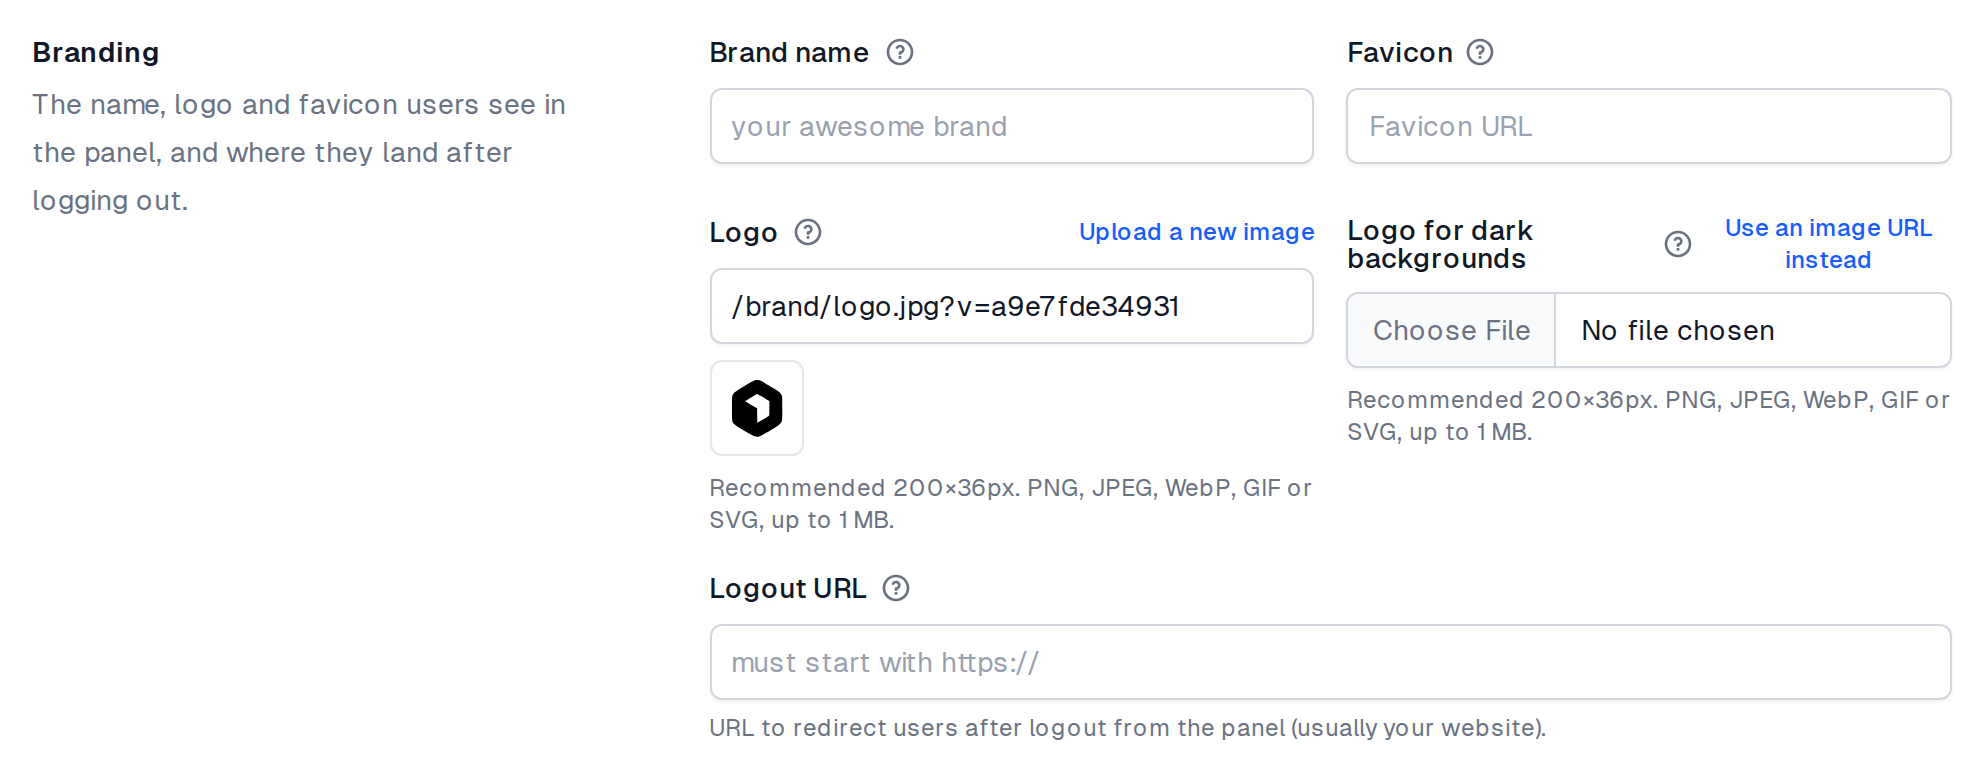 Branding
The name, logo and favicon users see in
the panel, and where they land after
logging out.
Brand name
your awesome brand
Favicon
Favicon URL
Logo
Upload a new image
/brand/logo.jpg?v=a9e7fde34931
Recommended 200×36px. PNG, JPEG, WebP, GIF or
SVG, up to 1 MB.
Logo for dark
backgrounds
Use an image URL
instead
Choose File
No file chosen
Recommended 200×36px. PNG, JPEG, WebP, GIF or
SVG, up to 1 MB.
Logout URL
must start with https://
URL to redirect users after logout from the panel (usually your website).